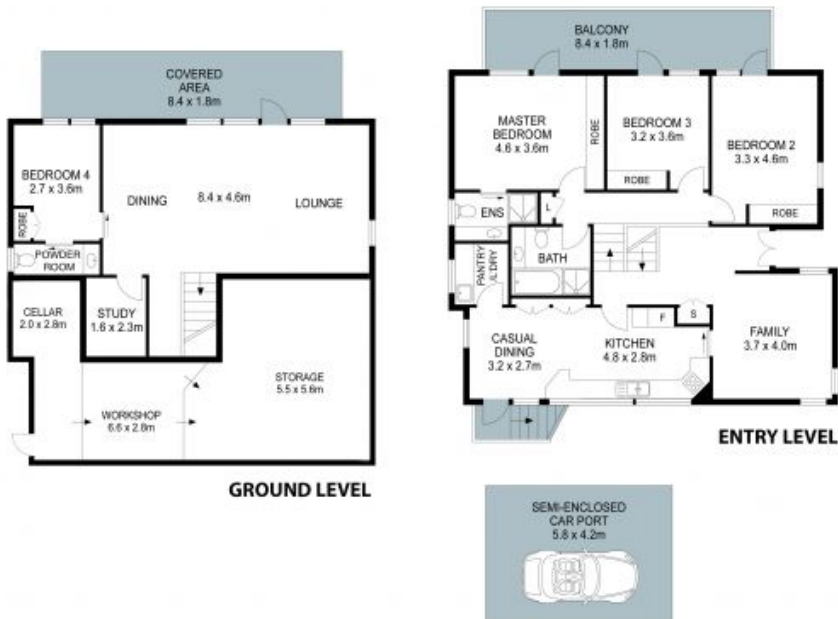 COVERED
AREA
8.4 x 1.8m
BEDROOM 4
2.7 x 3.6m
DINING
8.4 x 4.6m
LOUNGE
ROBE
POWDER
ROOM
CELLAR
2.0 x 2.8m
STUDY
1.6 x 2.3m
STORAGE
5.5 x 5.6m
WORKSHOP
6.6 x 2.8m
GROUND LEVEL
BALCONY
8.4 x 1.8m
MASTER
BEDROOM
4.6 x 3.6m
ROBE
BEDROOM 3
3.2 x 3.6m
ROBE
BEDROOM 2
3.3 x 4.6m
ROBE
ENS
L
BATH
PANTRY
/L'DRY
CASUAL
DINING
3.2 x 2.7m
KITCHEN
4.8 x 2.8m
F
S
FAMILY
3.7 x 4.0m
ENTRY LEVEL
SEMI-ENCLOSED
CAR PORT
5.8 x 4.2m